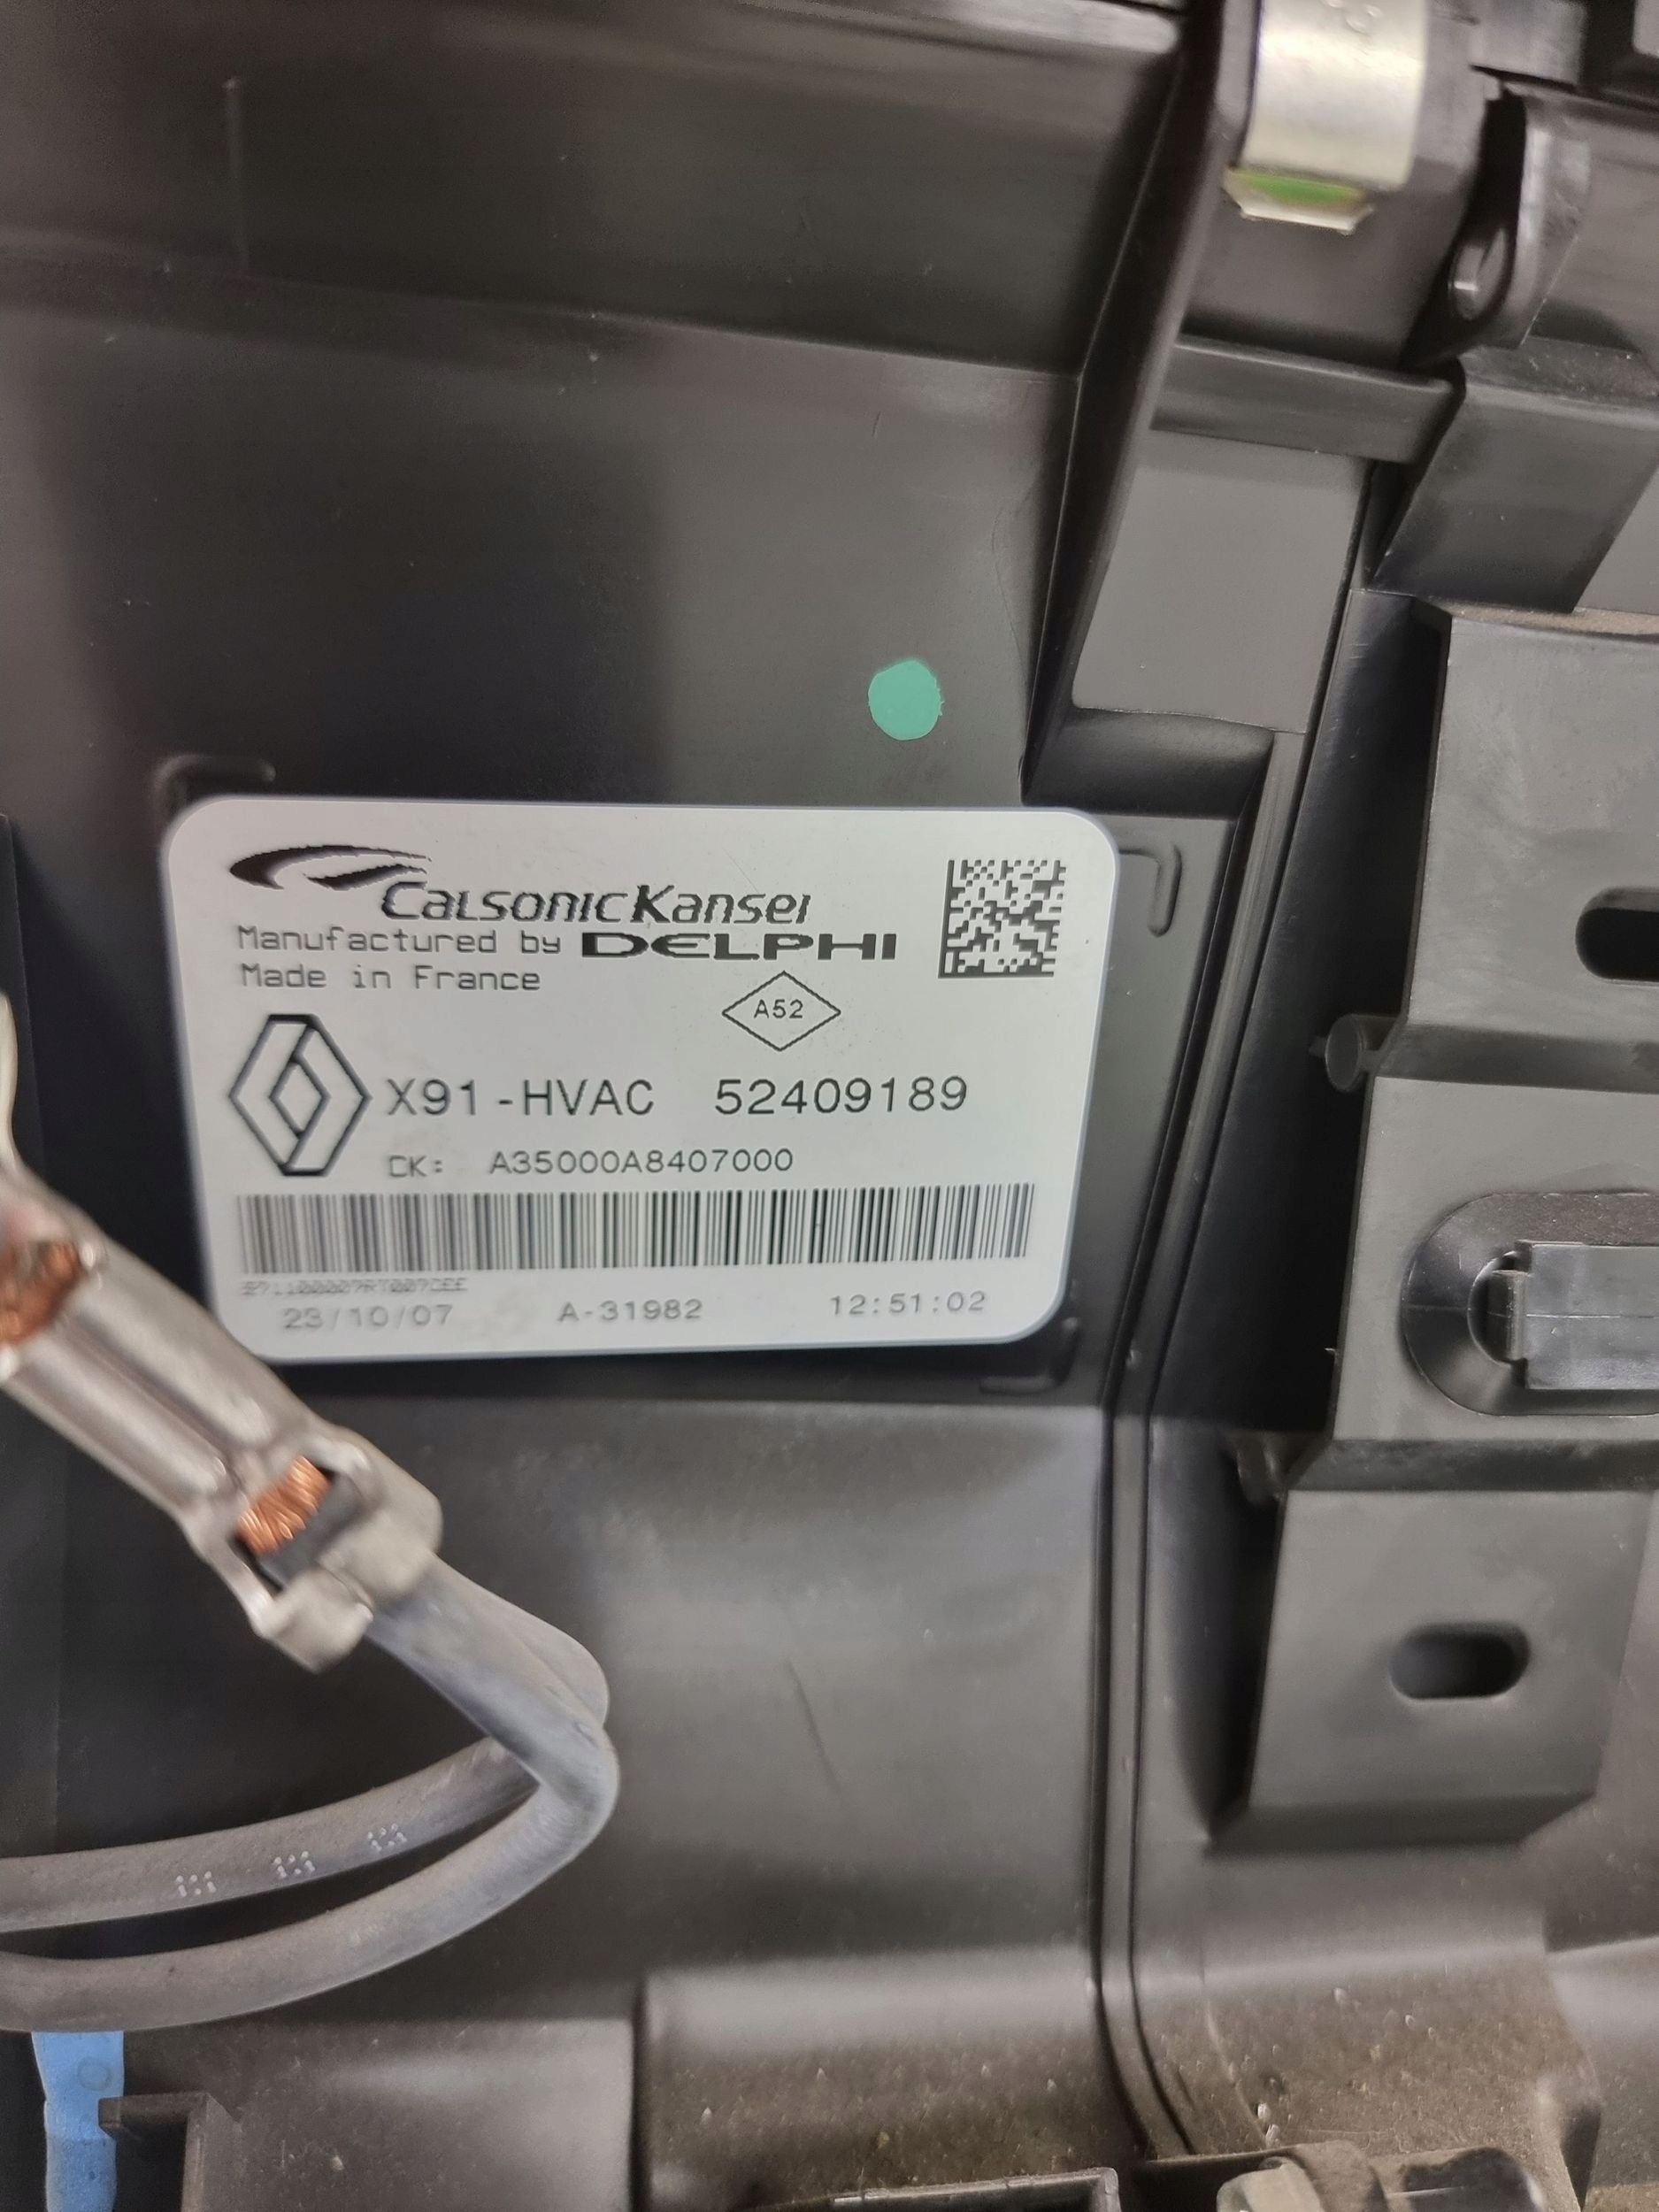 CalsonicKansei
Manufactured by DELPHI
Made in France
A52
X91-HVAC 52409189
CK: A35000A8407000
23/10/07 A-31982 12:51:02